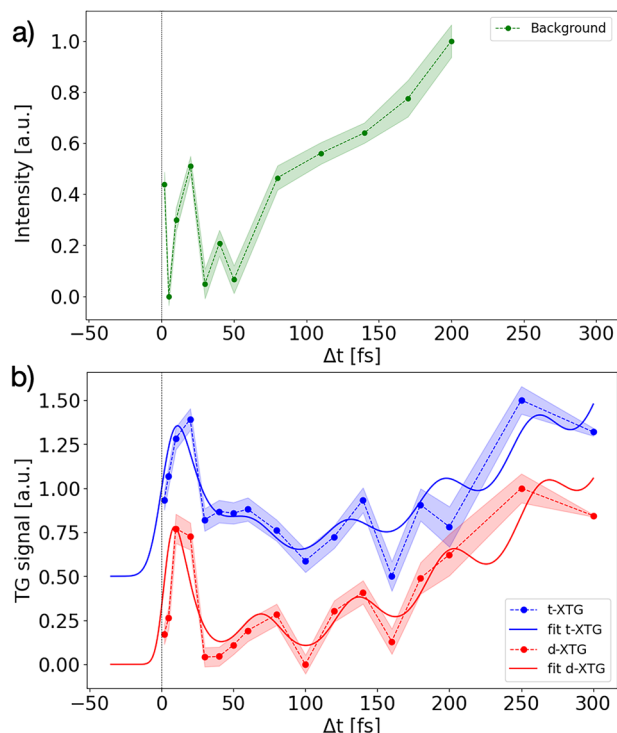 a)
Background
Intensity [a.u.]
1.0
0.8
0.6
0.4
0.2
0.0
−50 0 50 100 150 200 250 300
Δt [fs]
b)
TG signal [a.u.]
1.50
1.25
1.00
0.75
0.50
0.25
0.00
t-XTG
fit t-XTG
d-XTG
fit d-XTG
−50 0 50 100 150 200 250 300
Δt [fs]